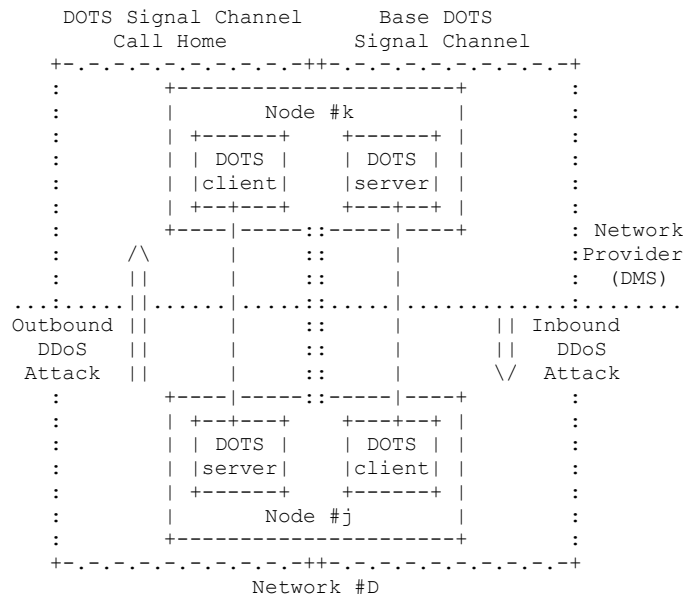 DOTS Signal Channel Base DOTS
Call Home Signal Channel
+-.-.-.-.-.-.-.-.-++-.-.-.-.-.-.-.-.-+
: +----------------------+ :
: | Node #k | :
: | +------+ +------+ | :
: | | DOTS | | DOTS | | :
: | |client| |server| | :
: | +--+---+ +---+--+ | :
: +----|-----::-----|----+ : Network
: /\ | :: | :Provider
: || | :: | : (DMS)
...:.....||......|.....::.....|.............:........
Outbound || | :: | || Inbound
DDoS || | :: | || DDoS
Attack || | :: | \/ Attack
: +----|-----::-----|----+ :
: | +--+---+ +---+--+ | :
: | | DOTS | | DOTS | | :
: | |server| |client| | :
: | +------+ +------+ | :
: | Node #j | :
: +----------------------+ :
+-.-.-.-.-.-.-.-.-++-.-.-.-.-.-.-.-.-+
Network #D